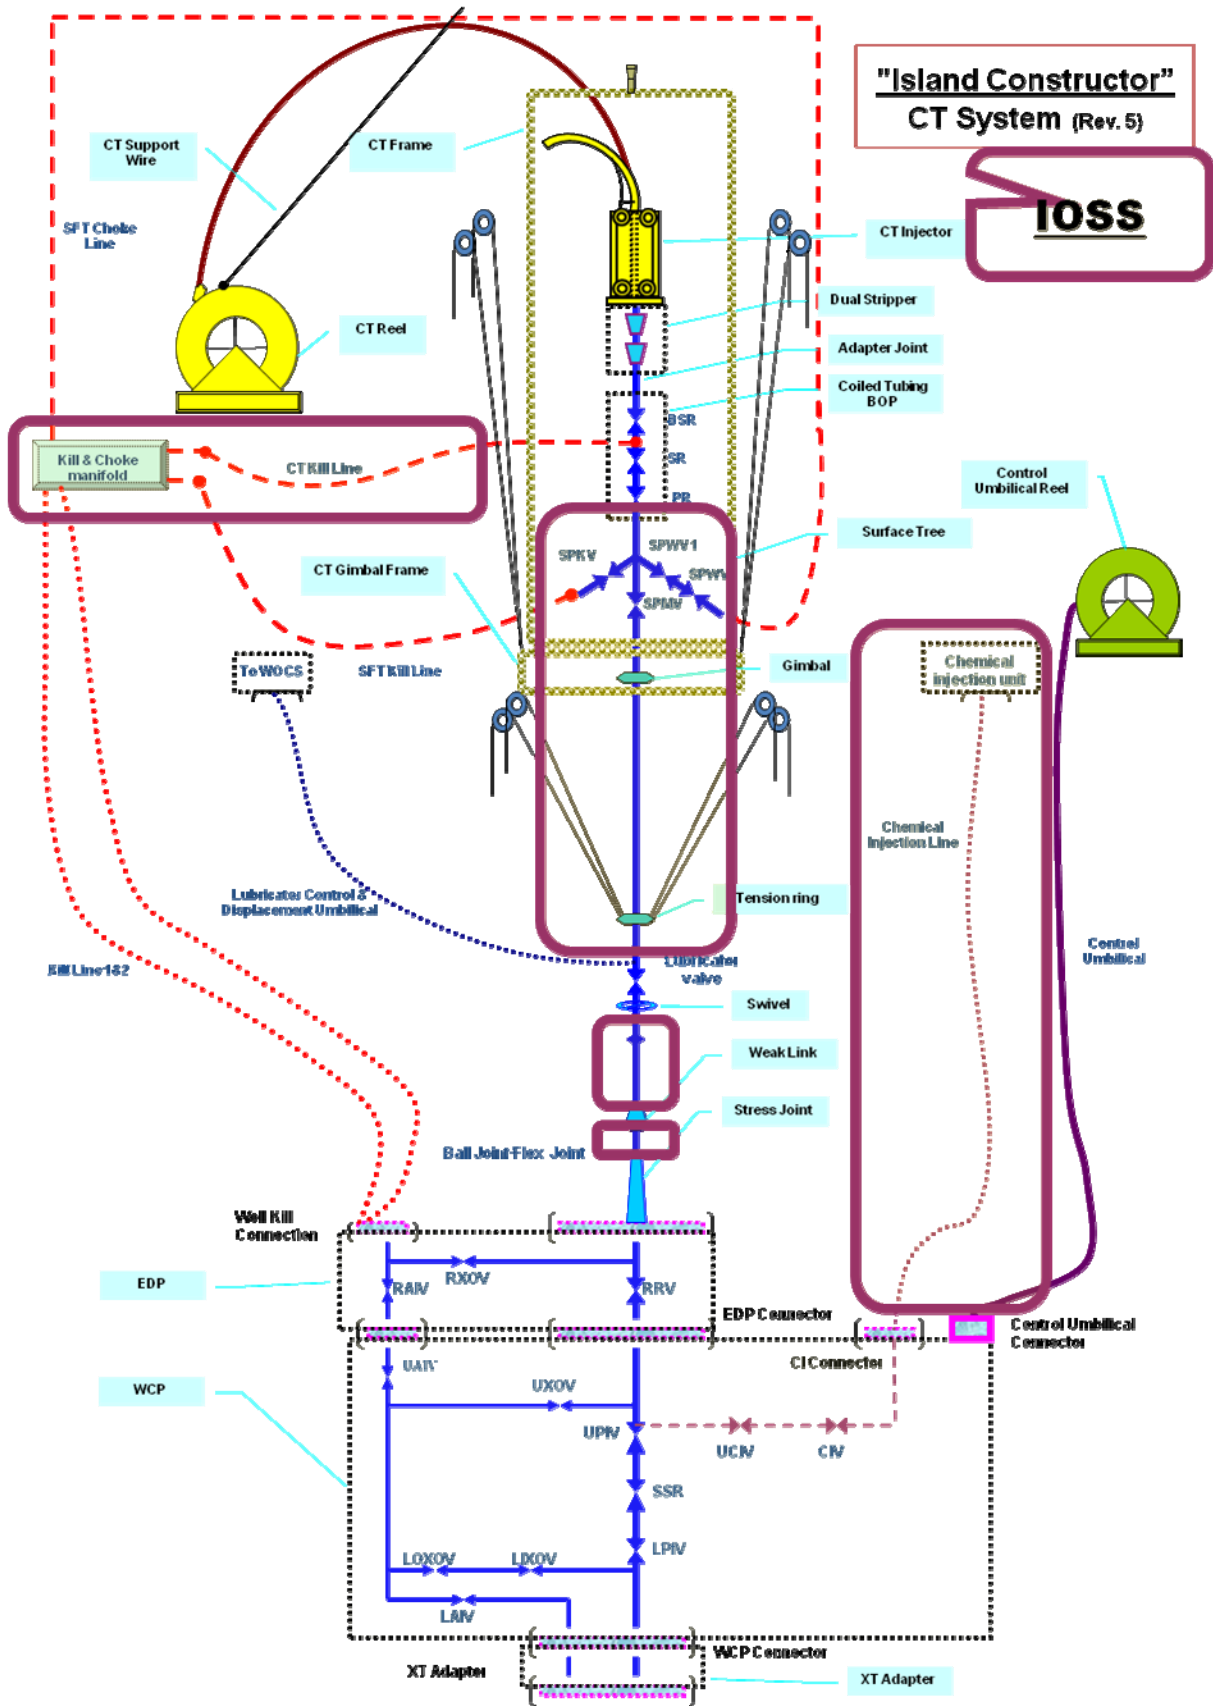 "Island Constructor"
CT System (Rev. 5)
IOSS
CT Support
Wire
CT Frame
SFT Choke
Line
CT Injector
Dual Stripper
CT Reel
Adapter Joint
Coiled Tubing
BOP
BSR
Kill & Choke
manifold
CT Kill Line
SR
PR
Control
Umbilical Reel
Surface Tree
SPKV
SPWV1
SPWV
SPMV
CT Gimbal Frame
To WOCS
SFT Kill Line
Gimbal
Chemical
injection unit
Chemical
Injection Line
Lubricator Control &
Displacement Umbilical
Tension ring
Kill Line 1&2
Lubricator
valve
Control
Umbilical
Swivel
Weak Link
Stress Joint
Ball Joint-Flex Joint
Well Kill
Connection
EDP
RAIV
RXOV
RRV
EDP Connector
Control Umbilical
Connector
CI Connector
WCP
UAIV
UXOV
UPIV
UCIV
CIV
SSR
LOXOV
LIXOV
LPIV
LAIV
WCP Connector
XT Adapter
XT Adapter